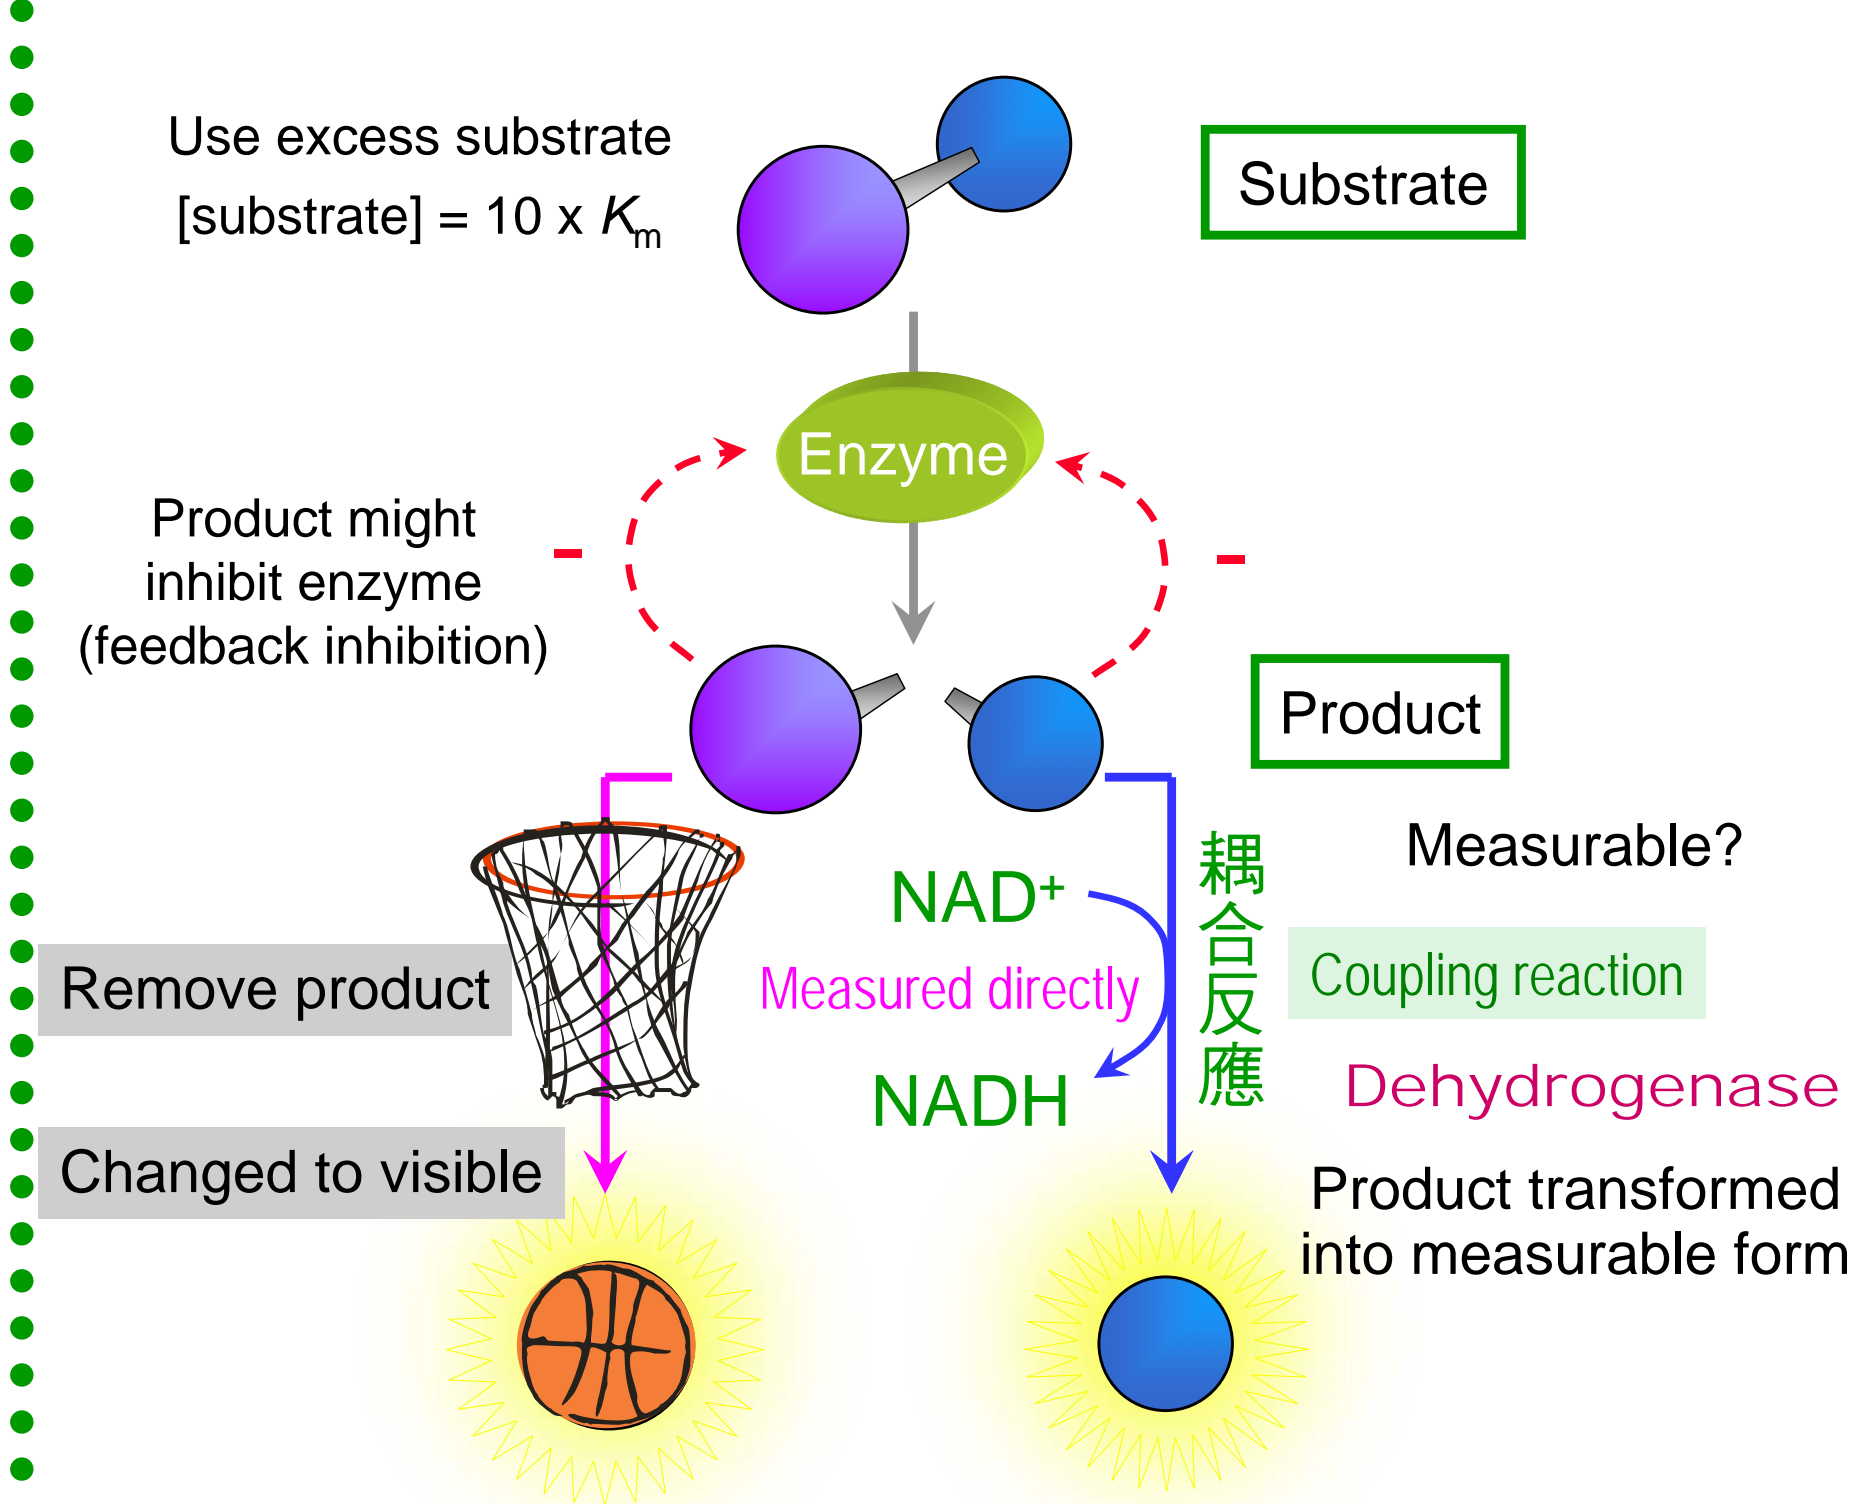 Use excess substrate
[substrate] = 10 x Km
Substrate
Enzyme
Product might
inhibit enzyme
(feedback inhibition)
-
-
Product
Measurable?
NAD+
耦合反應
Remove product
Measured directly
Coupling reaction
NADH
Dehydrogenase
Changed to visible
Product transformed
into measurable form